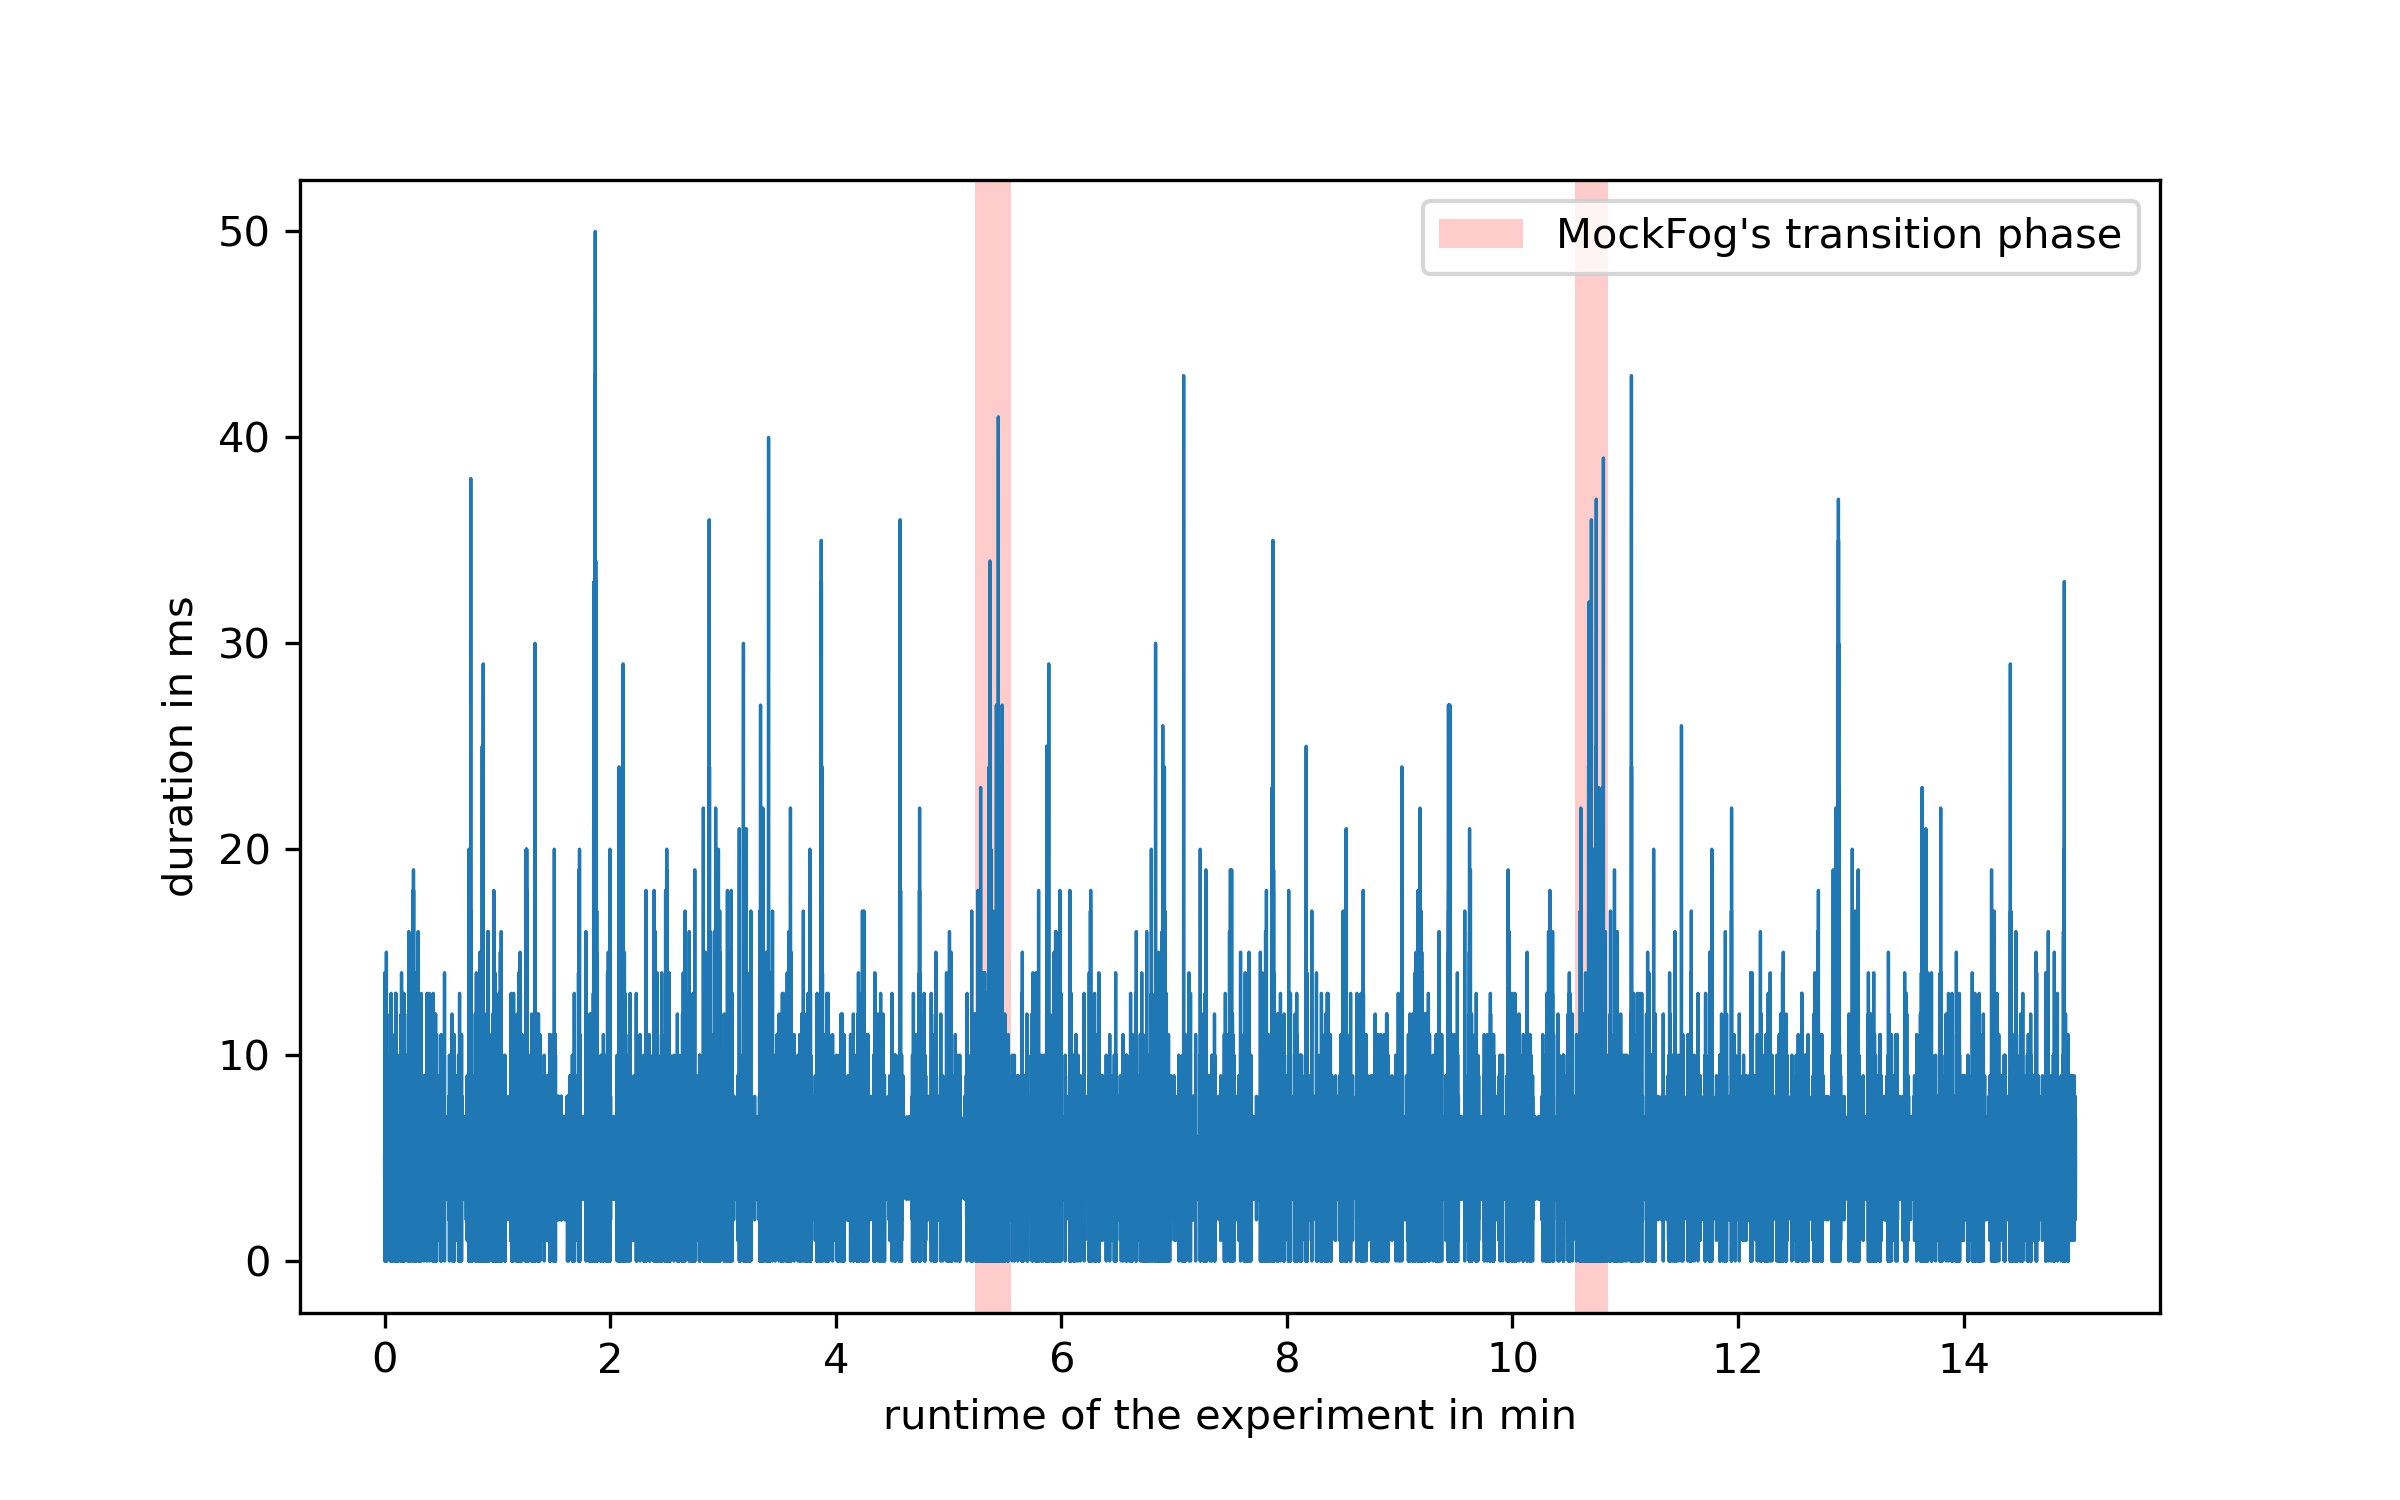 MockFog's transition phase
50
40
30
20
10
0
duration in ms
0 2 4 6 8 10 12 14
runtime of the experiment in min